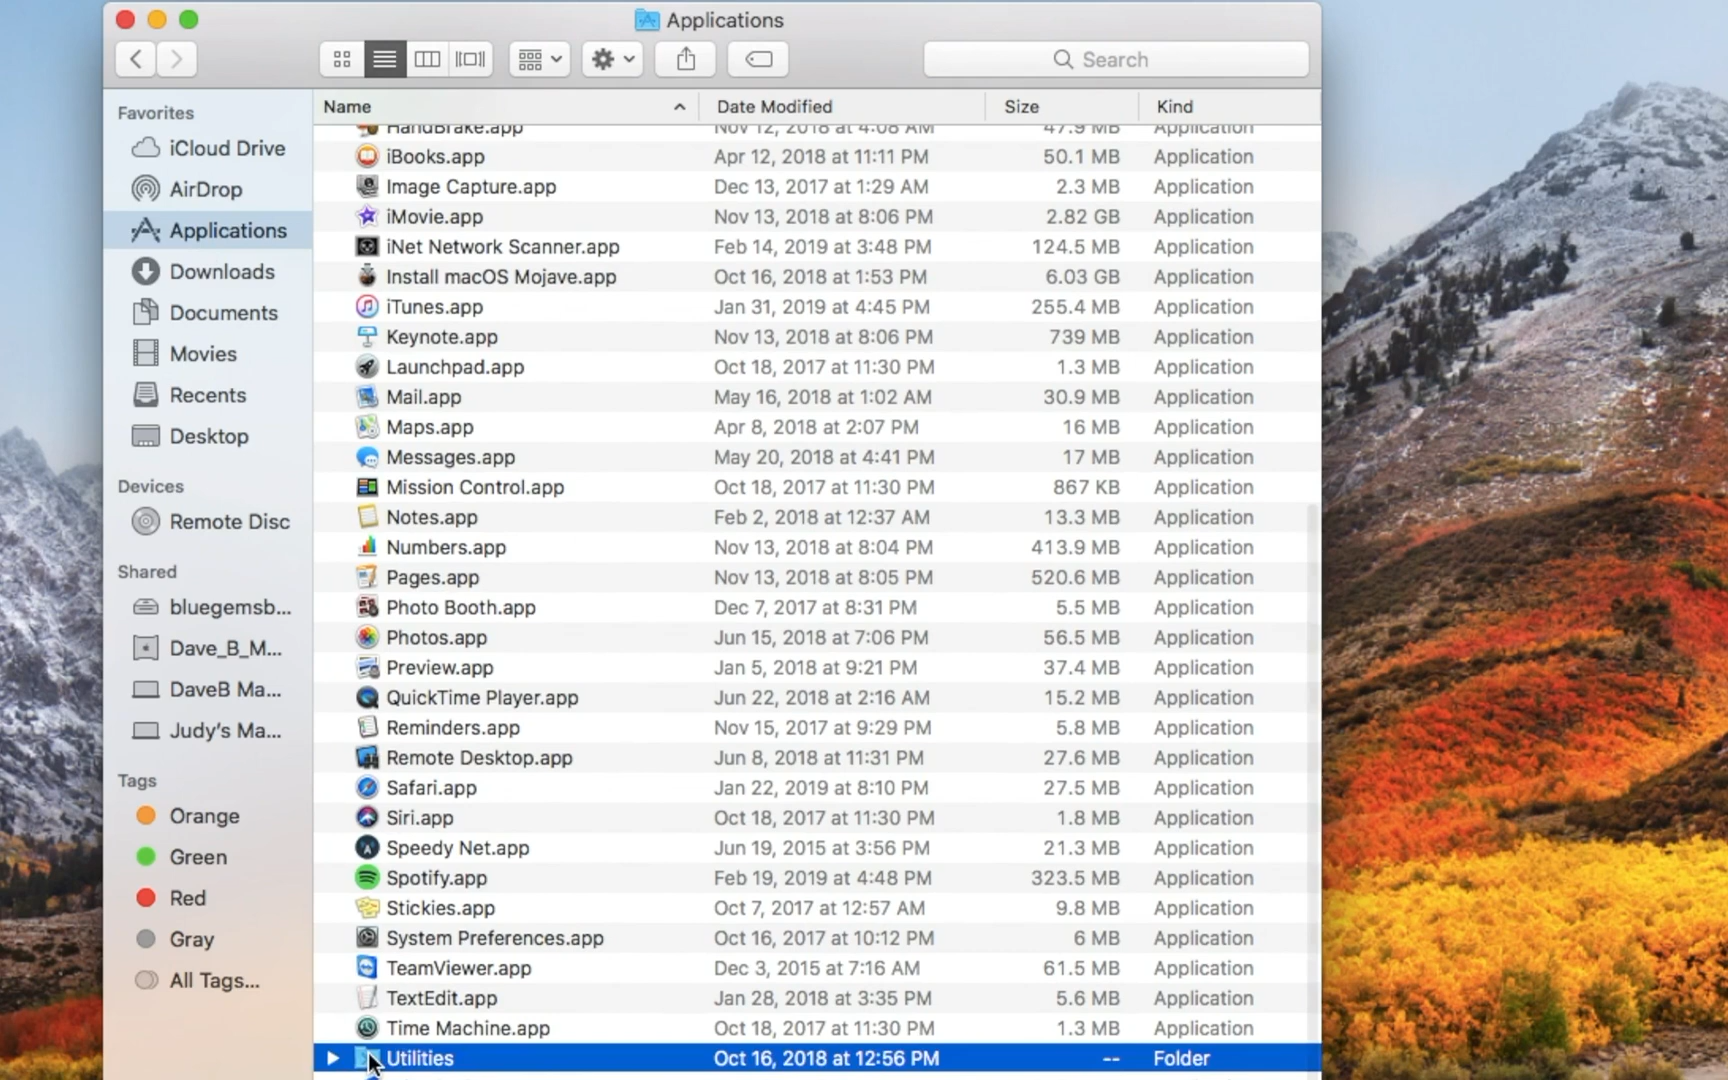 Applications
Search
Favorites
iCloud Drive
AirDrop
Applications
Downloads
Documents
Movies
Recents
Desktop
Devices
Remote Disc
Shared
bluegemsb...
Dave_B_M...
DaveB Ma...
Judy's Ma...
Tags
Orange
Green
Red
Gray
All Tags...
Name Date Modified Size Kind
HandBrake.app Nov 12, 2018 at 4:08 AM 47.9 MB Application
iBooks.app Apr 12, 2018 at 11:11 PM 50.1 MB Application
Image Capture.app Dec 13, 2017 at 1:29 AM 2.3 MB Application
iMovie.app Nov 13, 2018 at 8:06 PM 2.82 GB Application
iNet Network Scanner.app Feb 14, 2019 at 3:48 PM 124.5 MB Application
Install macOS Mojave.app Oct 16, 2018 at 1:53 PM 6.03 GB Application
iTunes.app Jan 31, 2019 at 4:45 PM 255.4 MB Application
Keynote.app Nov 13, 2018 at 8:06 PM 739 MB Application
Launchpad.app Oct 18, 2017 at 11:30 PM 1.3 MB Application
Mail.app May 16, 2018 at 1:02 AM 30.9 MB Application
Maps.app Apr 8, 2018 at 2:07 PM 16 MB Application
Messages.app May 20, 2018 at 4:41 PM 17 MB Application
Mission Control.app Oct 18, 2017 at 11:30 PM 867 KB Application
Notes.app Feb 2, 2018 at 12:37 AM 13.3 MB Application
Numbers.app Nov 13, 2018 at 8:04 PM 413.9 MB Application
Pages.app Nov 13, 2018 at 8:05 PM 520.6 MB Application
Photo Booth.app Dec 7, 2017 at 8:31 PM 5.5 MB Application
Photos.app Jun 15, 2018 at 7:06 PM 56.5 MB Application
Preview.app Jan 5, 2018 at 9:21 PM 37.4 MB Application
QuickTime Player.app Jun 22, 2018 at 2:16 AM 15.2 MB Application
Reminders.app Nov 15, 2017 at 9:29 PM 5.8 MB Application
Remote Desktop.app Jun 8, 2018 at 11:31 PM 27.6 MB Application
Safari.app Jan 22, 2019 at 8:10 PM 27.5 MB Application
Siri.app Oct 18, 2017 at 11:30 PM 1.8 MB Application
Speedy Net.app Jun 19, 2015 at 3:56 PM 21.3 MB Application
Spotify.app Feb 19, 2019 at 4:48 PM 323.5 MB Application
Stickies.app Oct 7, 2017 at 12:57 AM 9.8 MB Application
System Preferences.app Oct 16, 2017 at 10:12 PM 6 MB Application
TeamViewer.app Dec 3, 2015 at 7:16 AM 61.5 MB Application
TextEdit.app Jan 28, 2018 at 3:35 PM 5.6 MB Application
Time Machine.app Oct 18, 2017 at 11:30 PM 1.3 MB Application
Utilities Oct 16, 2018 at 12:56 PM -- Folder